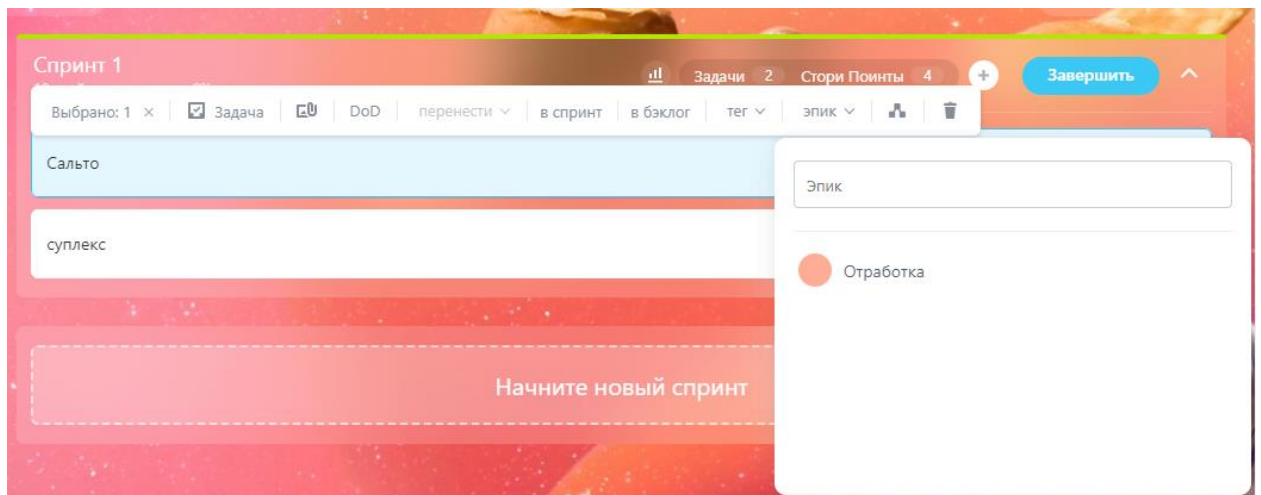 Спринт 1
Задачи 2 Стори Поинты 4 + Завершить
Выбрано: 1 × Задача DoD перенести в спринт в бэклог тег эпик
Сальто
Эпик
суплекс
Отработка
Начните новый спринт